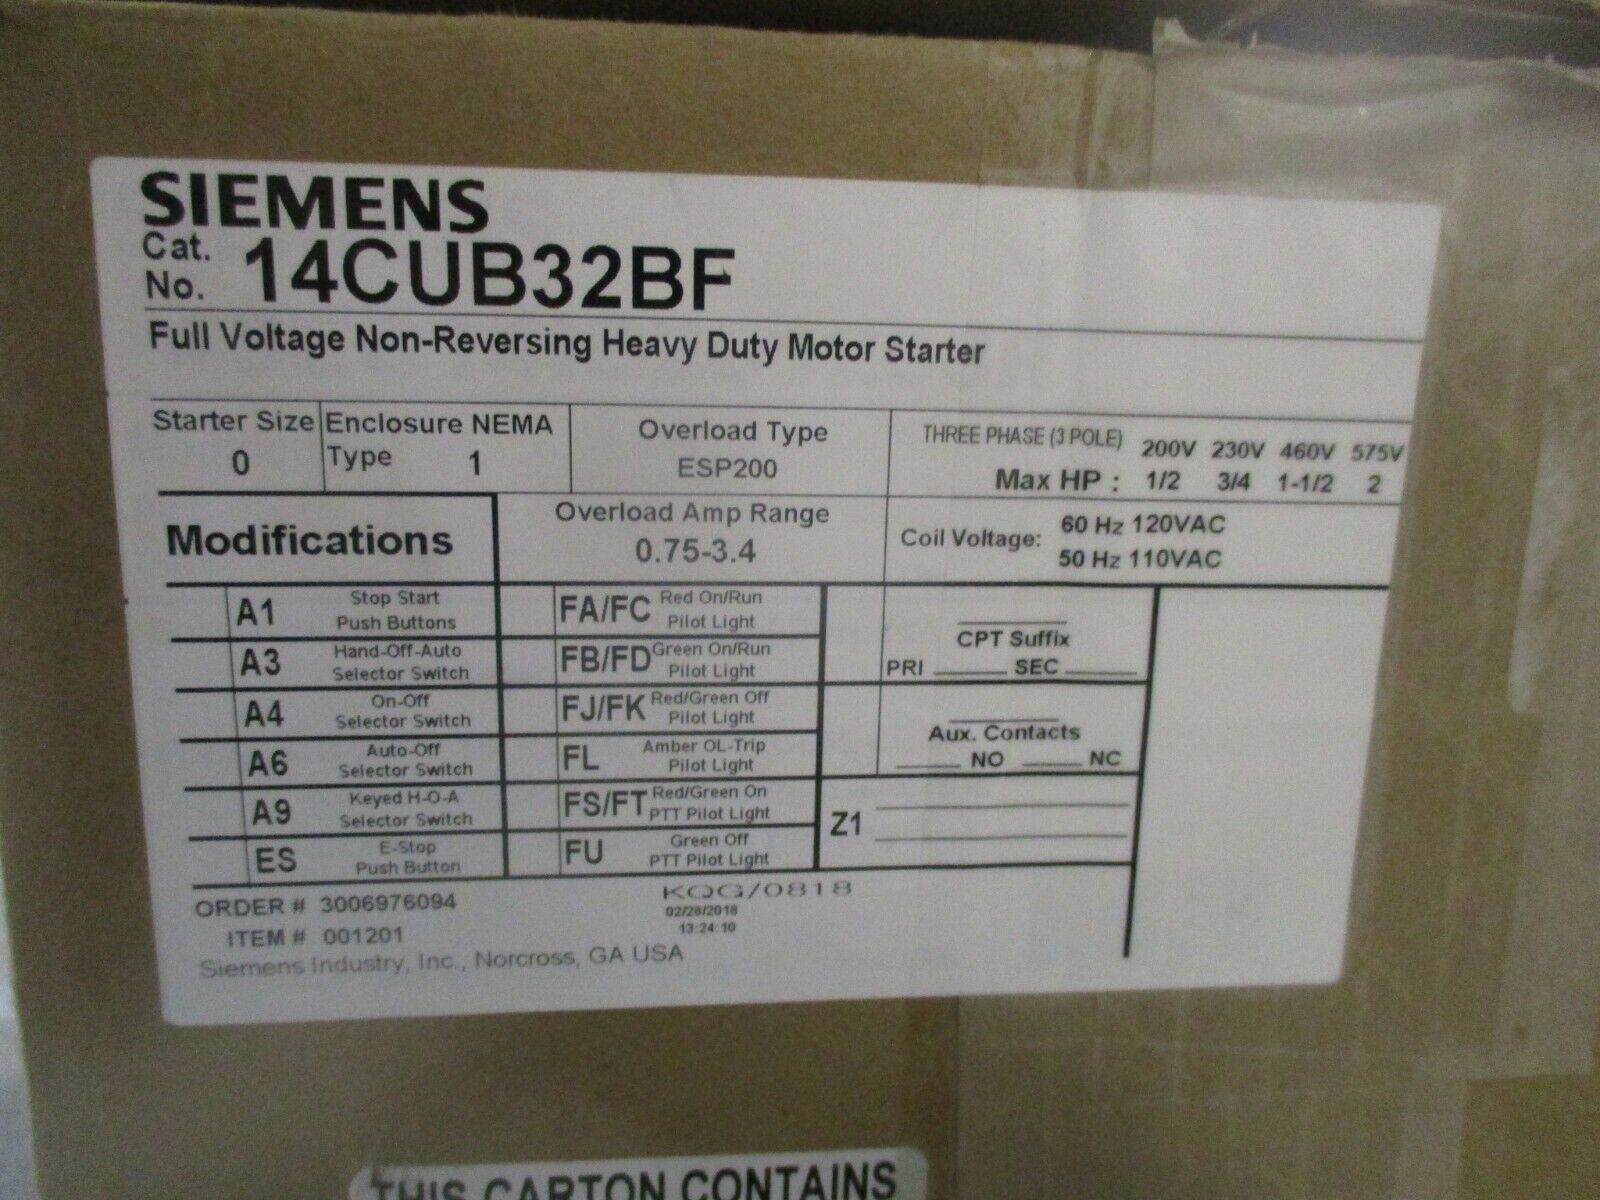 SIEMENS
Cat. No. 14CUB32BF
Full Voltage Non-Reversing Heavy Duty Motor Starter
Starter Size 0
Enclosure NEMA Type 1
Overload Type
ESP200
THREE PHASE (3 POLE) 200V 230V 460V 575V
Max HP : 1/2 3/4 1-1/2 2
Modifications
Overload Amp Range
0.75-3.4
Coil Voltage: 60 Hz 120VAC
50 Hz 110VAC
A1 Stop Start Push Buttons
A3 Hand-Off-Auto Selector Switch
A4 On-Off Selector Switch
A6 Auto-Off Selector Switch
A9 Keyed H-O-A Selector Switch
ES E-Stop Push Button
FA/FC Red On/Run Pilot Light
FB/FD Green On/Run Pilot Light
FJ/FK Red/Green Off Pilot Light
FL Amber OL-Trip Pilot Light
FS/FT Red/Green On PTT Pilot Light
FU Green Off PTT Pilot Light
CPT Suffix
PRI SEC
Aux. Contacts
NO NC
Z1
ORDER # 3006976094
ITEM # 001201
KQG/0818
02/26/2018
13:24:10
Siemens Industry, Inc., Norcross, GA USA
THIS CARTON CONTAINS